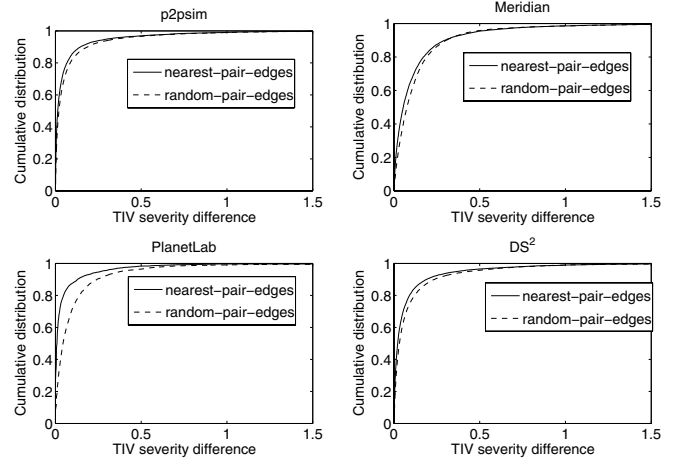 p2psim
Cumulative distribution
1
0.8
0.6
0.4
0.2
0
nearest−pair−edges
random−pair−edges
0 0.5 1 1.5
TIV severity difference
Meridian
Cumulative distribution
1
0.8
0.6
0.4
0.2
0
nearest−pair−edges
random−pair−edges
0 0.5 1 1.5
TIV severity difference
PlanetLab
Cumulative distribution
1
0.8
0.6
0.4
0.2
0
nearest−pair−edges
random−pair−edges
0 0.5 1 1.5
TIV severity difference
DS²
Cumulative distribution
1
0.8
0.6
0.4
0.2
0
nearest−pair−edges
random−pair−edges
0 0.5 1 1.5
TIV severity difference